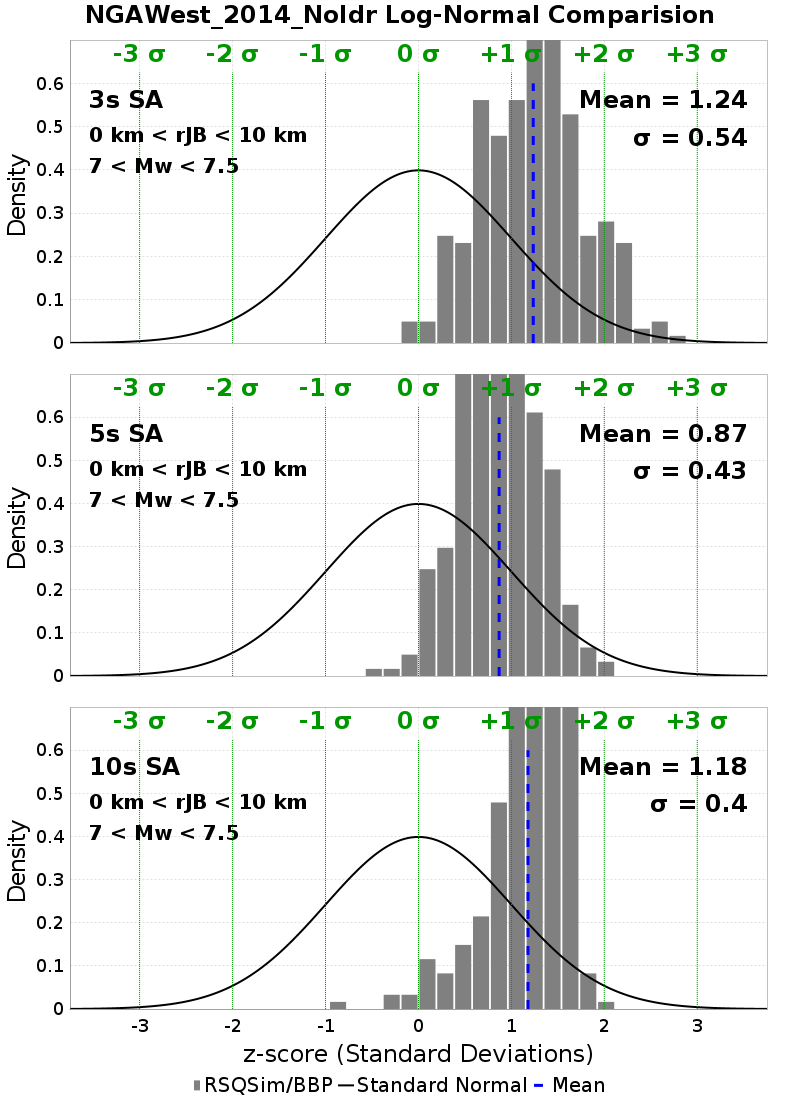 NGAWest_2014_NoIdr Log-Normal Comparision
-3 σ -2 σ -1 σ 0 σ +1 σ +2 σ +3 σ
3s SA
Mean = 1.24
0 km < rJB < 10 km
σ = 0.54
7 < Mw < 7.5
Density
0.6
0.5
0.4
0.3
0.2
0.1
0
-3 σ -2 σ -1 σ 0 σ +1 σ +2 σ +3 σ
5s SA
Mean = 0.87
0 km < rJB < 10 km
σ = 0.43
7 < Mw < 7.5
Density
0.6
0.5
0.4
0.3
0.2
0.1
0
-3 σ -2 σ -1 σ 0 σ +1 σ +2 σ +3 σ
10s SA
Mean = 1.18
0 km < rJB < 10 km
σ = 0.4
7 < Mw < 7.5
Density
0.6
0.5
0.4
0.3
0.2
0.1
0
-3 -2 -1 0 1 2 3
z-score (Standard Deviations)
RSQSim/BBP Standard Normal Mean